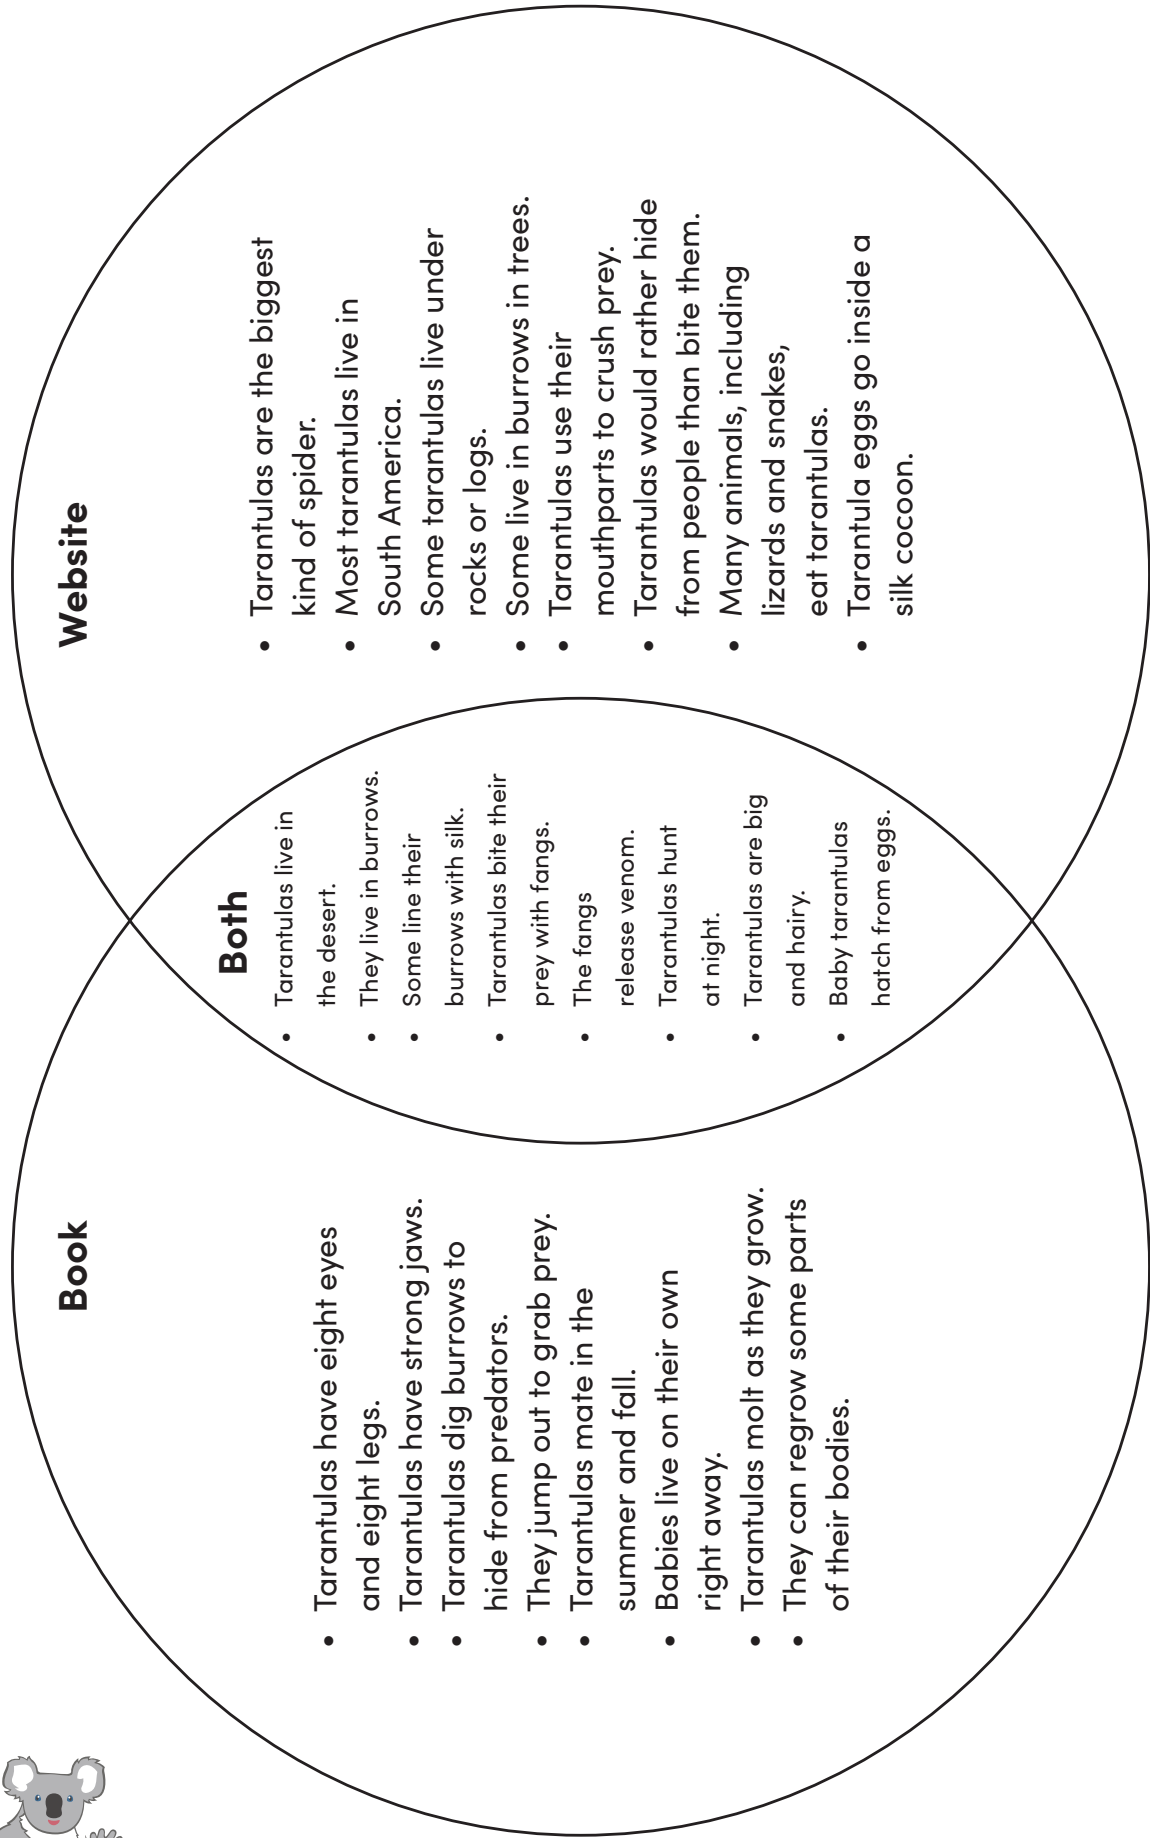 Book
• Tarantulas have eight eyes
and eight legs.
• Tarantulas have strong jaws.
• Tarantulas dig burrows to
hide from predators.
• They jump out to grab prey.
• Tarantulas mate in the
summer and fall.
• Babies live on their own
right away.
• Tarantulas molt as they grow.
• They can regrow some parts
of their bodies.
Both
• Tarantulas live in
the desert.
• They live in burrows.
• Some line their
burrows with silk.
• Tarantulas bite their
prey with fangs.
• The fangs
release venom.
• Tarantulas hunt
at night.
• Tarantulas are big
and hairy.
• Baby tarantulas
hatch from eggs.
Website
• Tarantulas are the biggest
kind of spider.
• Most tarantulas live in
South America.
• Some tarantulas live under
rocks or logs.
• Some live in burrows in trees.
• Tarantulas use their
mouthparts to crush prey.
• Tarantulas would rather hide
from people than bite them.
• Many animals, including
lizards and snakes,
eat tarantulas.
• Tarantula eggs go inside a
silk cocoon.